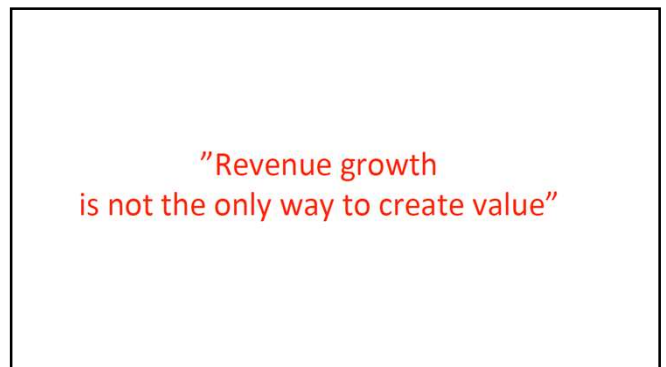 ”Revenue growth
is not the only way to create value”